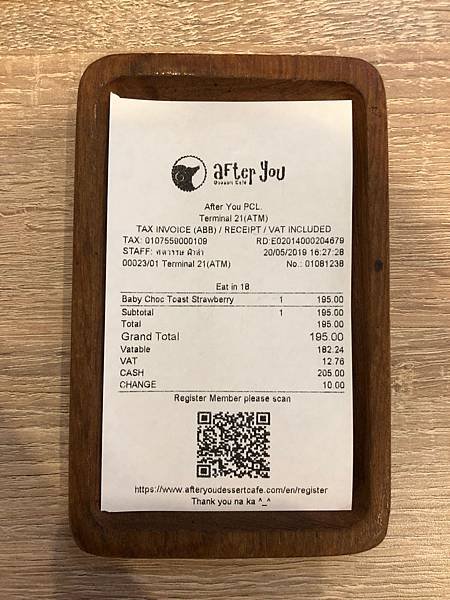 aFter you
Dessert Cafe
After You PCL.
Terminal 21(ATM)
TAX INVOICE (ABB) / RECEIPT / VAT INCLUDED
TAX: 0107559000109 RD:E02014000204679
STAFF: 20/05/2019 16:27:28
00023/01 Terminal 21(ATM) No.: 01081238
Eat in 18
Baby Choc Toast Strawberry 1 195.00
Subtotal 1 195.00
Total 195.00
Grand Total 195.00
Vatable 182.24
VAT 12.76
CASH 205.00
CHANGE 10.00
Register Member please scan
https://www.afteryoudessertcafe.com/en/register
Thank you na ka ^_^